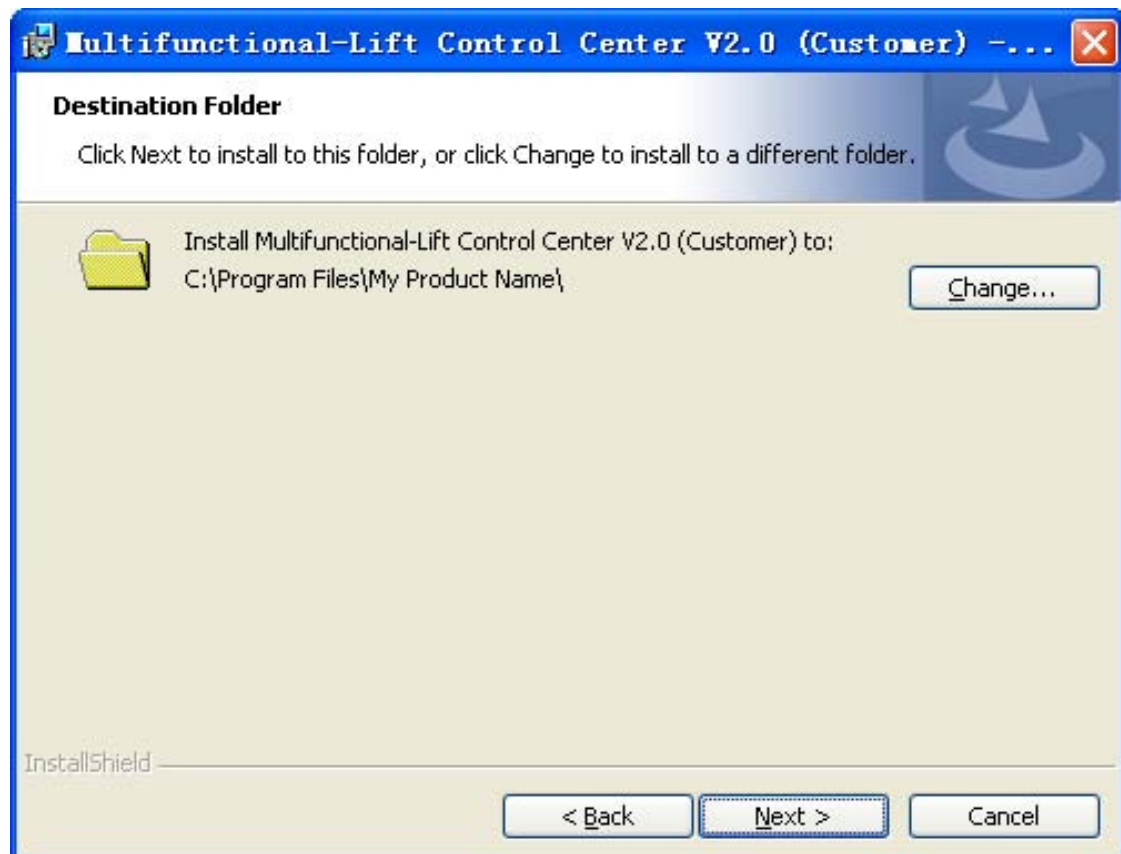 Multifunctional-Lift Control Center V2.0 (Customer) -...
Destination Folder
Click Next to install to this folder, or click Change to install to a different folder.
Install Multifunctional-Lift Control Center V2.0 (Customer) to:
C:\Program Files\My Product Name\
Change...
InstallShield
< Back
Next >
Cancel